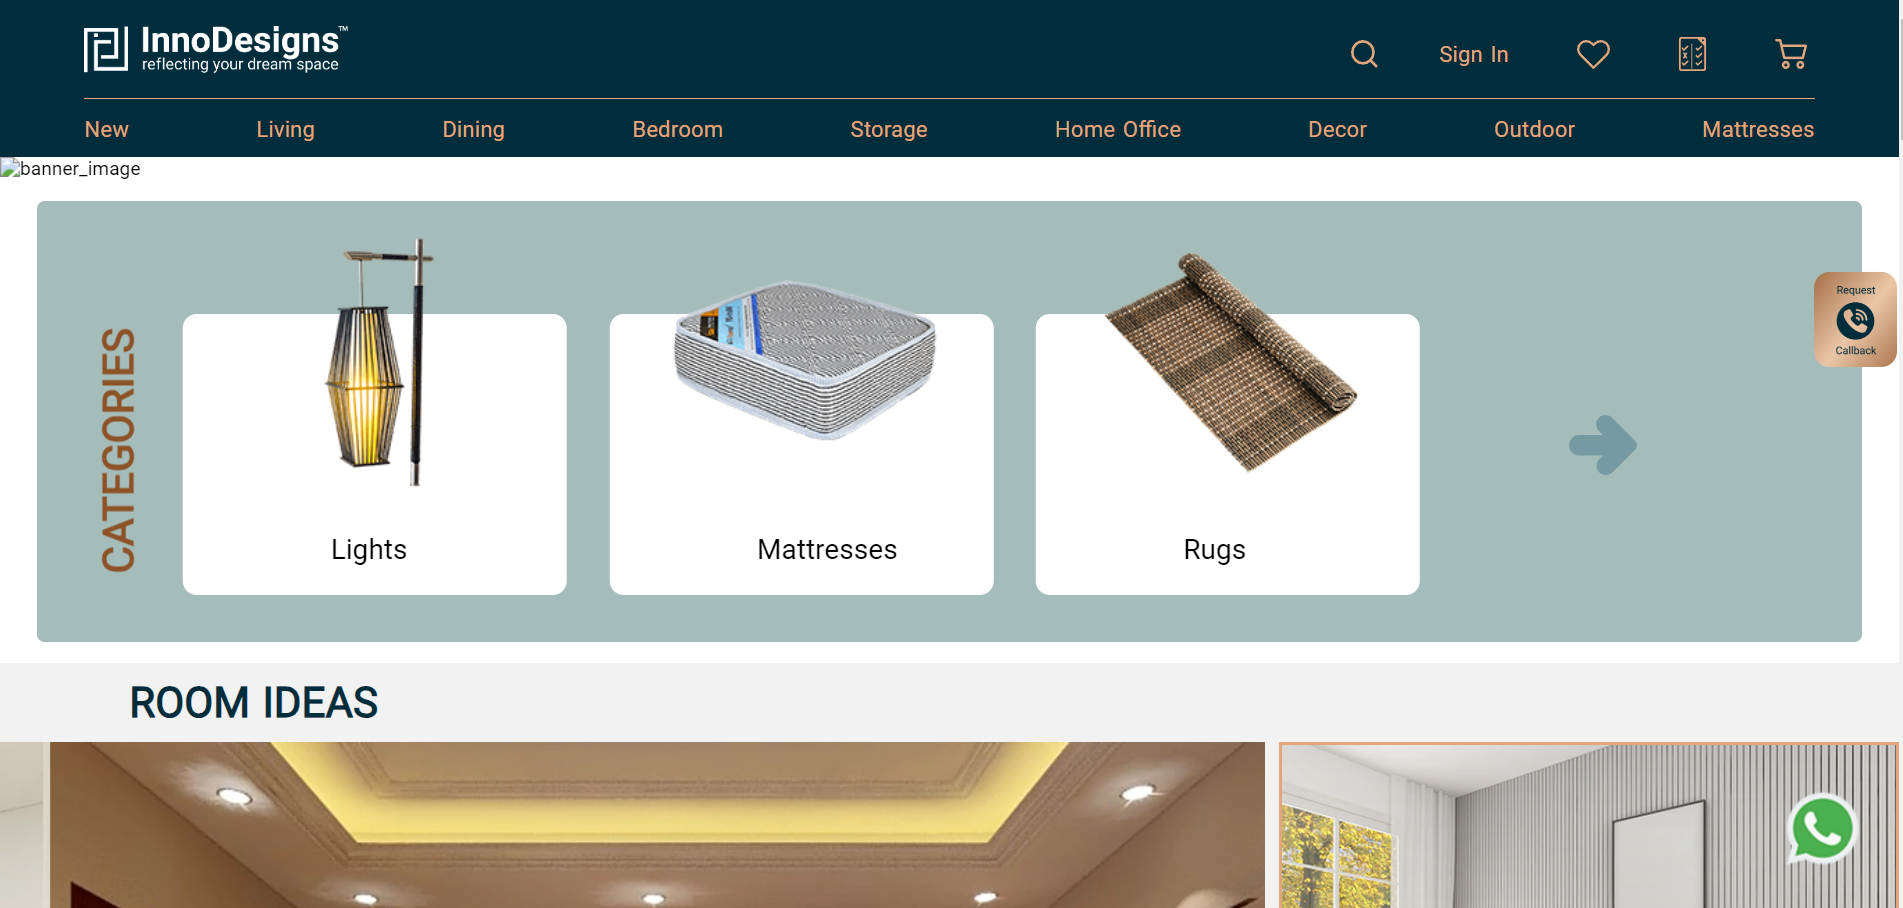 InnoDesigns™
reflecting your dream space
Sign In
New Living Dining Bedroom Storage Home Office Decor Outdoor Mattresses
banner_image
CATEGORIES
Lights
Mattresses
Rugs
Request
Callback
ROOM IDEAS